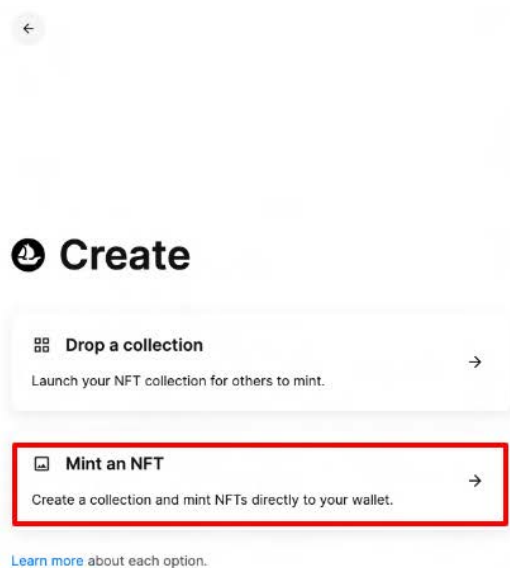 Create
Drop a collection
Launch your NFT collection for others to mint.
Mint an NFT
Create a collection and mint NFTs directly to your wallet.
Learn more about each option.